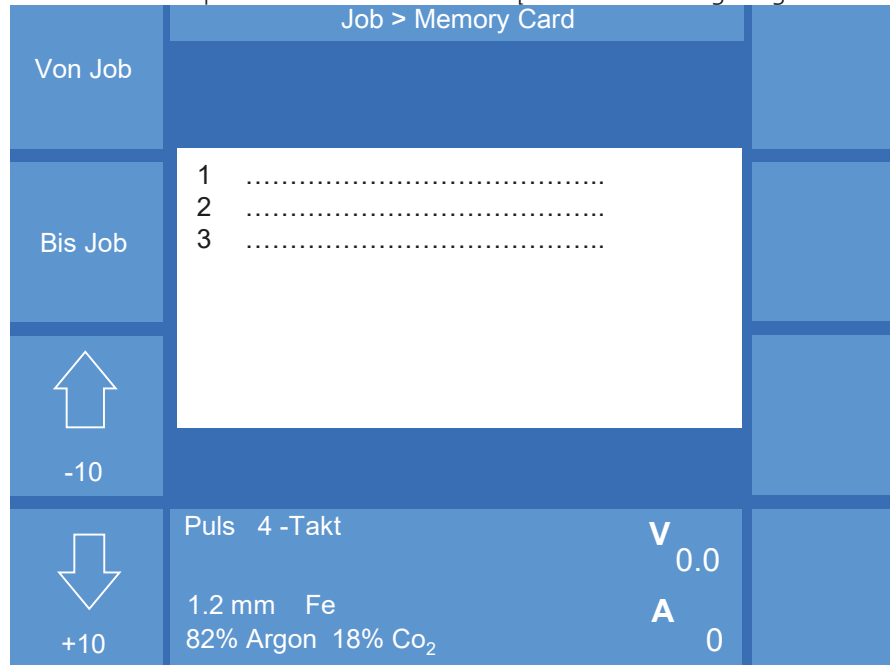 Job > Memory Card
Von Job
1 …………………………………..
2 …………………………………..
3 …………………………………...
Bis Job
-10
+10
Puls 4 -Takt
V
0.0
1.2 mm Fe
A
82% Argon 18% Co₂
0